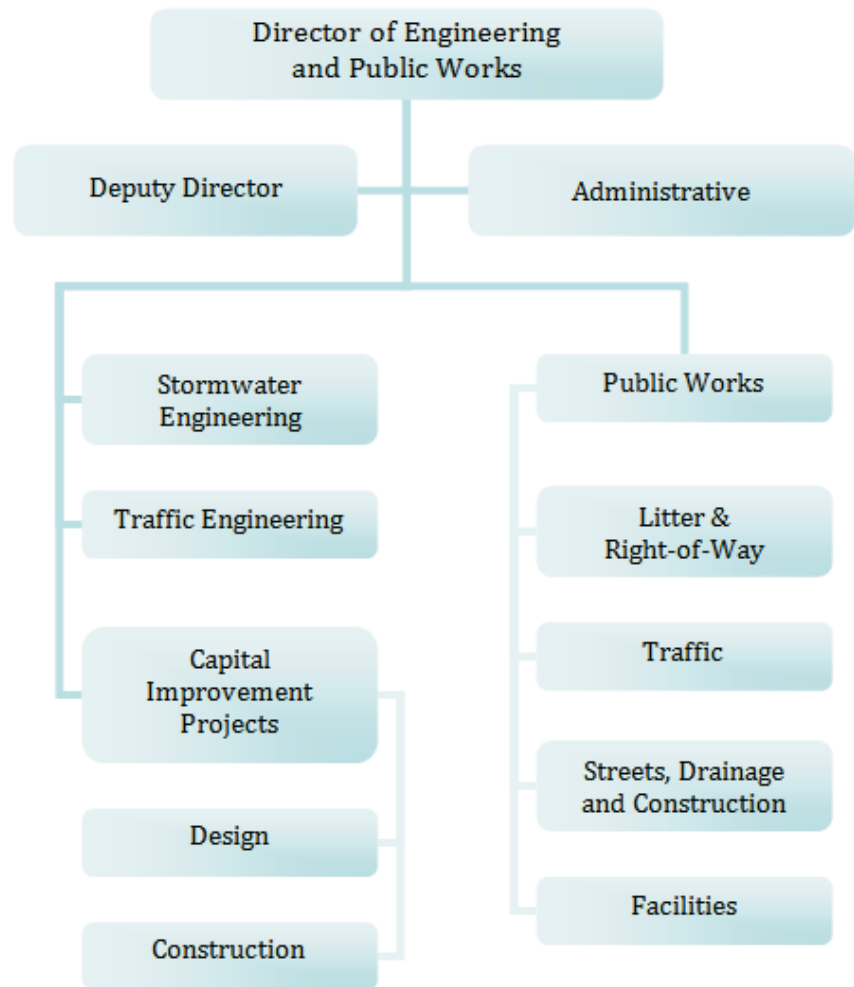 Director of Engineering
and Public Works
Deputy Director
Administrative
Stormwater
Engineering
Traffic Engineering
Capital
Improvement
Projects
Design
Construction
Public Works
Litter &
Right-of-Way
Traffic
Streets, Drainage
and Construction
Facilities